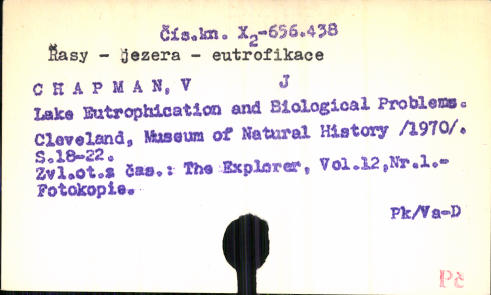 Čís.kn. X2-656.438
Řasy - jezera - eutrofikace
C H A P M A N, V J
Lake Eutrophication and Biological Problems.
Cleveland, Museum of Natural History /1970/.
S.18-22.
Zvl.ot.z čas.: The Explorer, Vol.12,Nr.1.-
Fotokopie.
Pk/Va-D